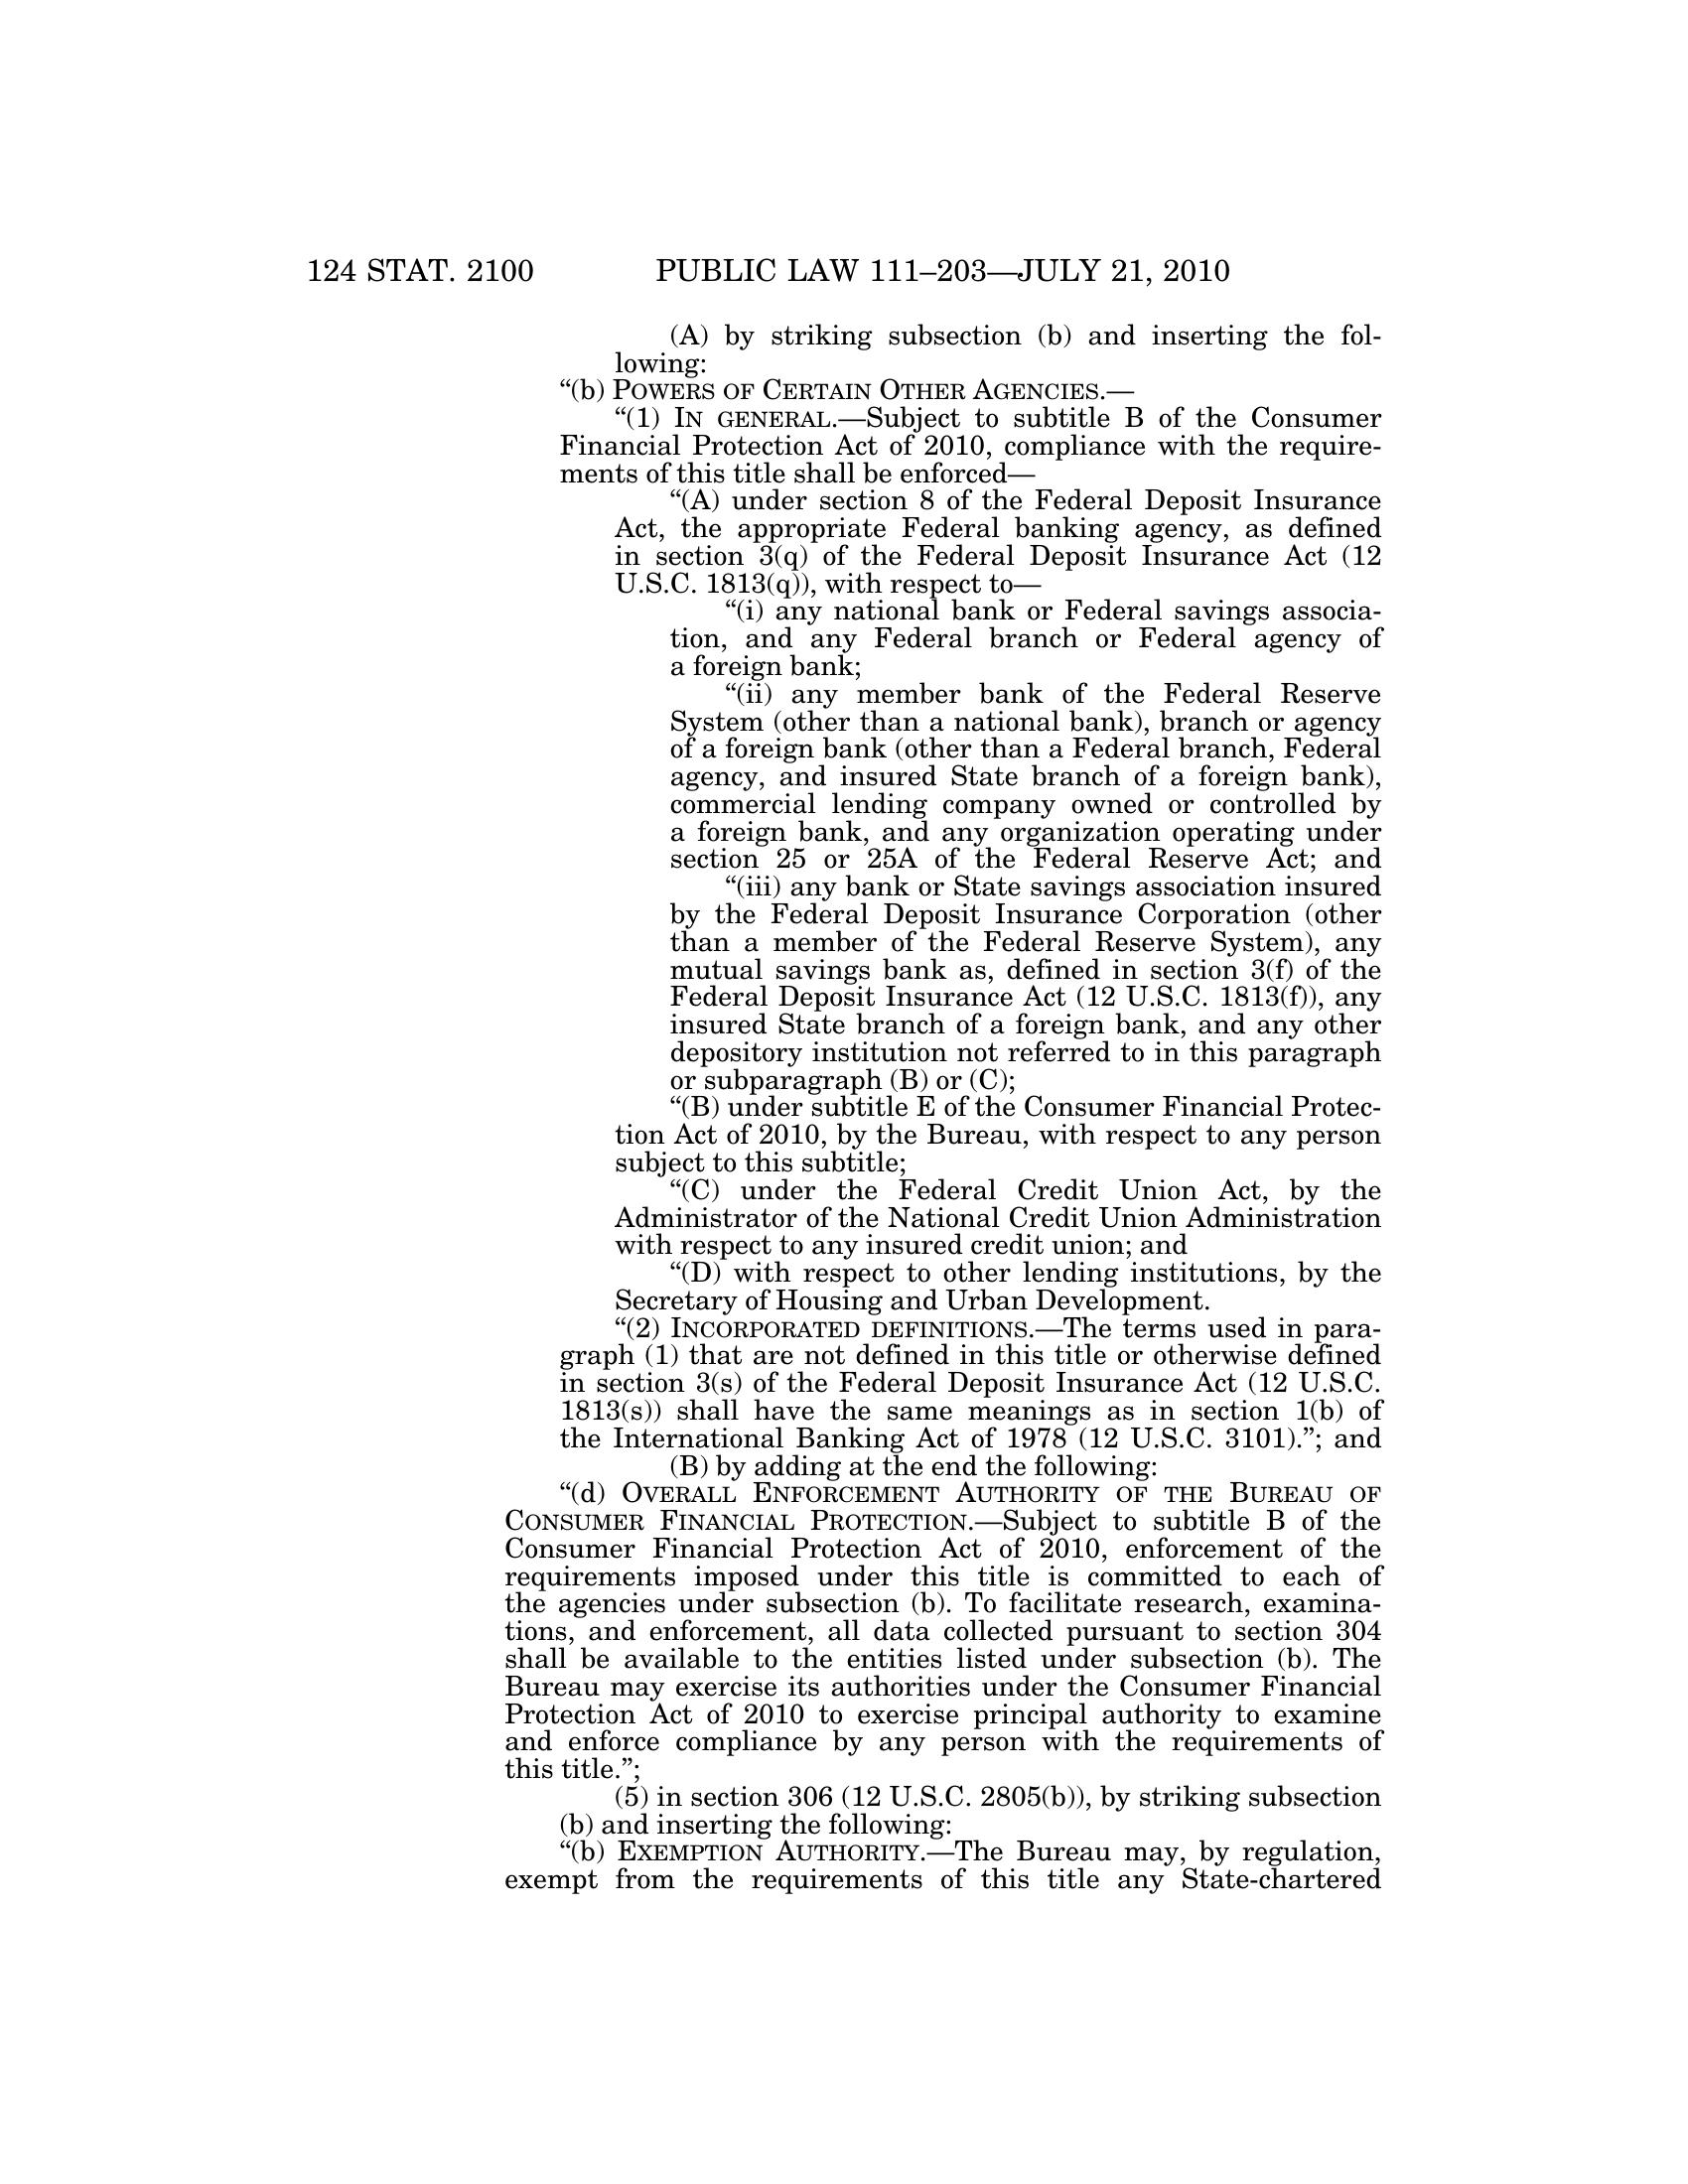 124 STAT. 2100 PUBLIC LAW 111–203—JULY 21, 2010
(A) by striking subsection (b) and inserting the fol-
lowing:
“(b) POWERS OF CERTAIN OTHER AGENCIES.—
“(1) IN GENERAL.—Subject to subtitle B of the Consumer
Financial Protection Act of 2010, compliance with the require-
ments of this title shall be enforced—
“(A) under section 8 of the Federal Deposit Insurance
Act, the appropriate Federal banking agency, as defined
in section 3(q) of the Federal Deposit Insurance Act (12
U.S.C. 1813(q)), with respect to—
“(i) any national bank or Federal savings associa-
tion, and any Federal branch or Federal agency of
a foreign bank;
“(ii) any member bank of the Federal Reserve
System (other than a national bank), branch or agency
of a foreign bank (other than a Federal branch, Federal
agency, and insured State branch of a foreign bank),
commercial lending company owned or controlled by
a foreign bank, and any organization operating under
section 25 or 25A of the Federal Reserve Act; and
“(iii) any bank or State savings association insured
by the Federal Deposit Insurance Corporation (other
than a member of the Federal Reserve System), any
mutual savings bank as, defined in section 3(f) of the
Federal Deposit Insurance Act (12 U.S.C. 1813(f)), any
insured State branch of a foreign bank, and any other
depository institution not referred to in this paragraph
or subparagraph (B) or (C);
“(B) under subtitle E of the Consumer Financial Protec-
tion Act of 2010, by the Bureau, with respect to any person
subject to this subtitle;
“(C) under the Federal Credit Union Act, by the
Administrator of the National Credit Union Administration
with respect to any insured credit union; and
“(D) with respect to other lending institutions, by the
Secretary of Housing and Urban Development.
“(2) INCORPORATED DEFINITIONS.—The terms used in para-
graph (1) that are not defined in this title or otherwise defined
in section 3(s) of the Federal Deposit Insurance Act (12 U.S.C.
1813(s)) shall have the same meanings as in section 1(b) of
the International Banking Act of 1978 (12 U.S.C. 3101).”; and
(B) by adding at the end the following:
“(d) OVERALL ENFORCEMENT AUTHORITY OF THE BUREAU OF
CONSUMER FINANCIAL PROTECTION.—Subject to subtitle B of the
Consumer Financial Protection Act of 2010, enforcement of the
requirements imposed under this title is committed to each of
the agencies under subsection (b). To facilitate research, examina-
tions, and enforcement, all data collected pursuant to section 304
shall be available to the entities listed under subsection (b). The
Bureau may exercise its authorities under the Consumer Financial
Protection Act of 2010 to exercise principal authority to examine
and enforce compliance by any person with the requirements of
this title.”;
(5) in section 306 (12 U.S.C. 2805(b)), by striking subsection
(b) and inserting the following:
“(b) EXEMPTION AUTHORITY.—The Bureau may, by regulation,
exempt from the requirements of this title any State-chartered